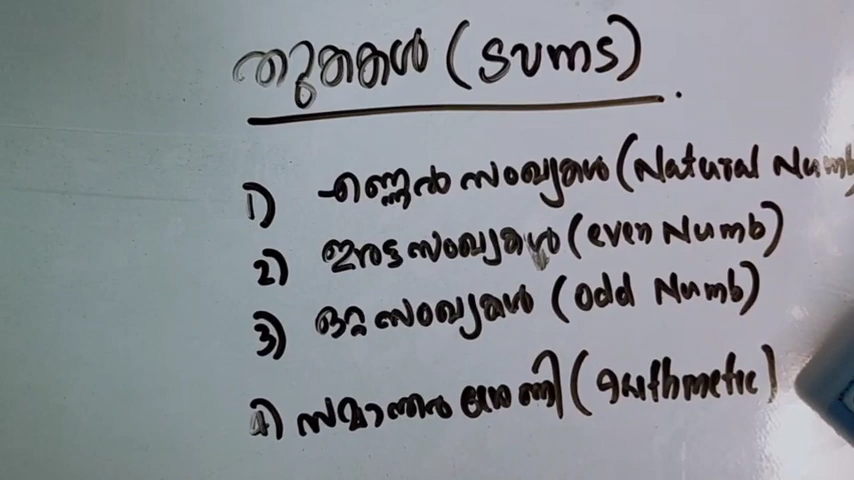 തുകകൾ (sums)
1) എണ്ണൽ സംഖ്യകൾ (Natural Numb
2) ഇരട്ട സംഖ്യകൾ (even Numb)
3) ഒറ്റ സംഖ്യകൾ (odd Numb)
4) സമാന്തര ശ്രേണി (arithmetic)